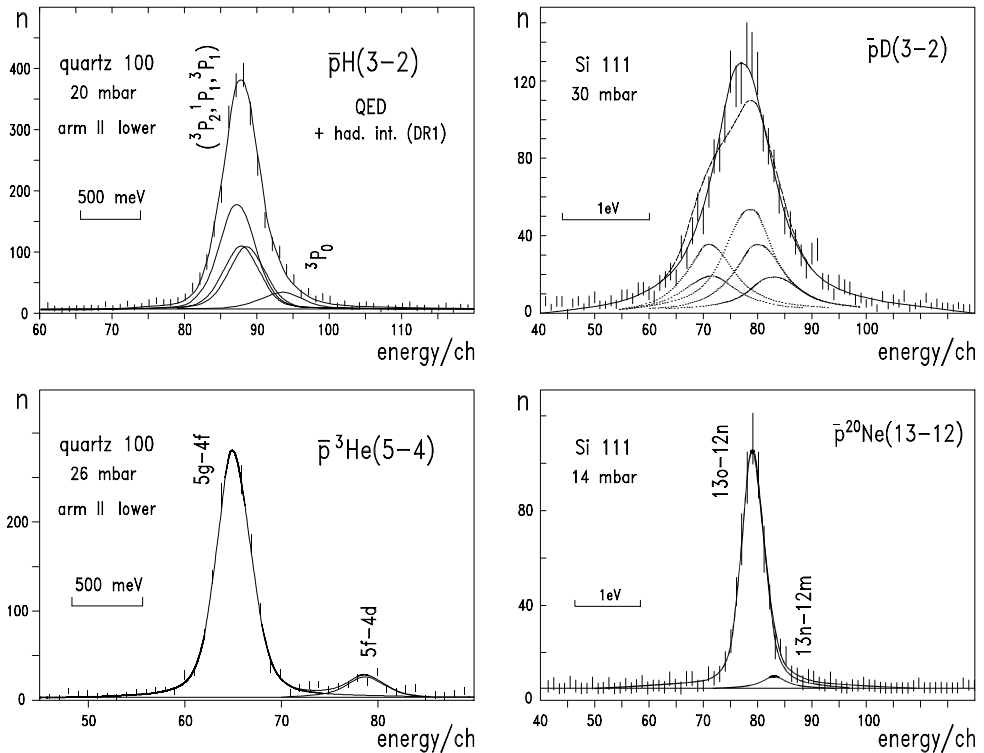 n
400
300
200
100
0
quartz 100
20 mbar
arm II lower
500 meV
(³P₂,¹P₁,³P₁)
p̄H(3−2)
QED
+ had. int. (DR1)
³P₀
60 70 80 90 100 110
energy/ch
n
120
80
40
0
Si 111
30 mbar
1eV
p̄D(3−2)
40 50 60 70 80 90 100
energy/ch
n
200
100
0
quartz 100
26 mbar
arm II lower
500 meV
5g−4f
p̄ ³He(5−4)
5f−4d
50 60 70 80
energy/ch
n
80
40
0
Si 111
14 mbar
1eV
13o−12n
p̄²⁰Ne(13−12)
13n−12m
40 50 60 70 80 90 100
energy/ch